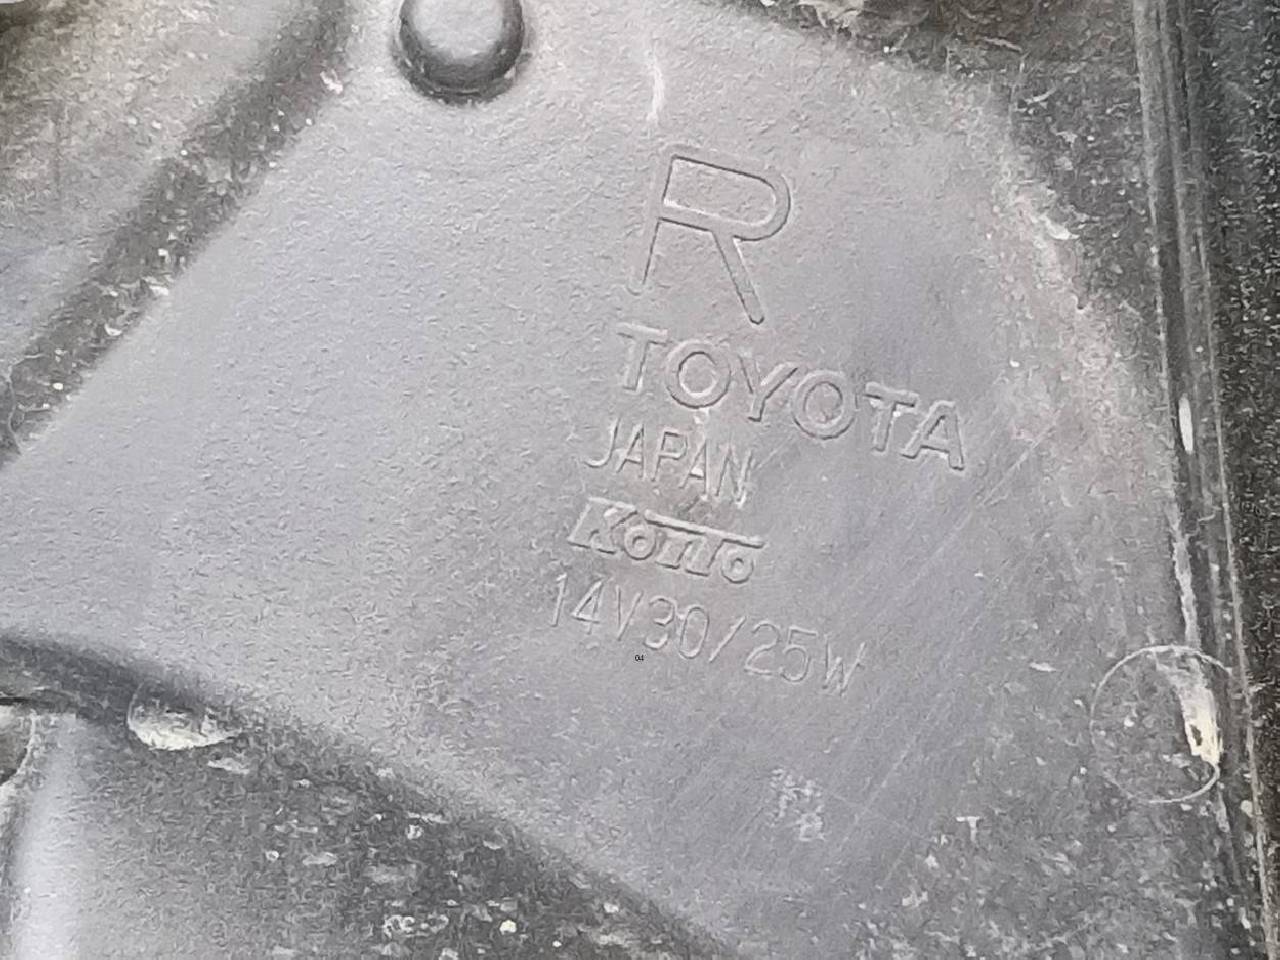 R
TOYOTA
JAPAN
KOITO
14V30/25W